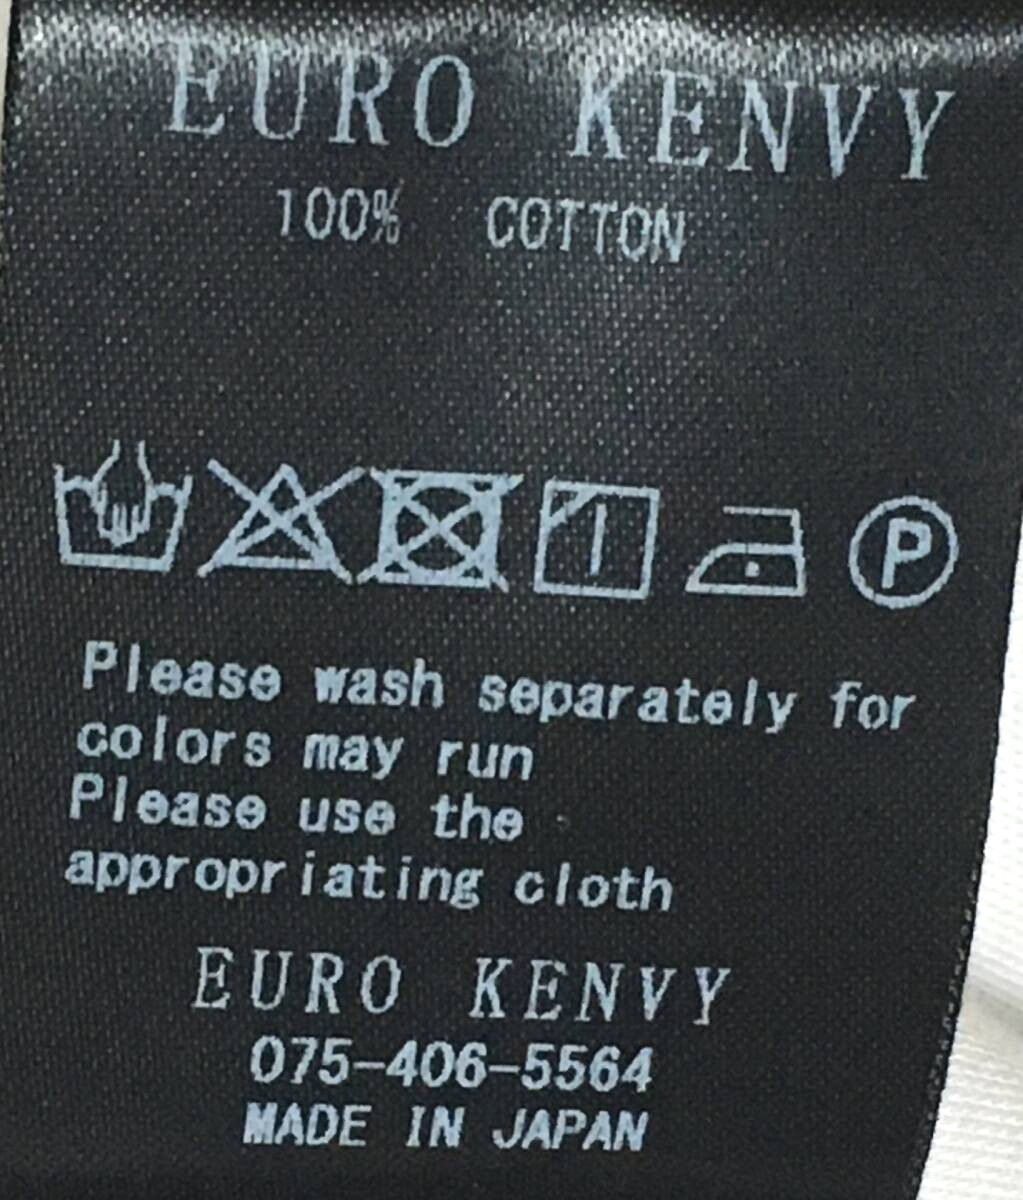 EURO KENVY
100% COTTON
P
Please wash separately for
colors may run
Please use the
appropriating cloth
EURO KENVY
075-406-5564
MADE IN JAPAN